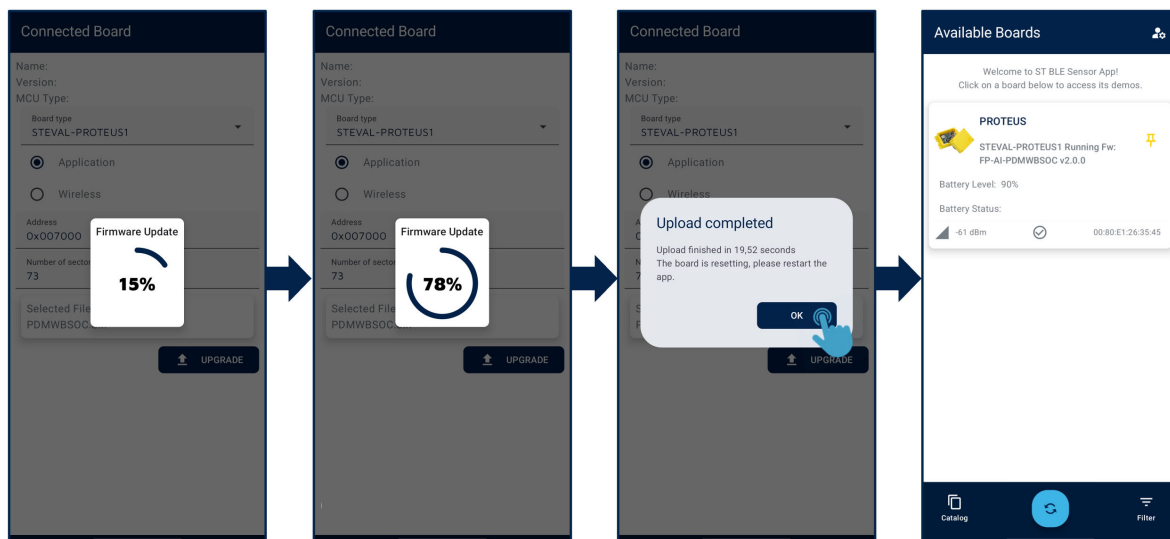 Connected Board
Name:
Version:
MCU Type:
Board type
STEVAL-PROTEUS1
Application
Wireless
Address
0x007000
Number of secto
73
Selected File
PDMWBSOC.
Firmware Update
15%
UPGRADE
Connected Board
Name:
Version:
MCU Type:
Board type
STEVAL-PROTEUS1
Application
Wireless
Address
0x007000
Number of secto
73
Selected File
PDMWBSOC.
Firmware Update
78%
UPGRADE
Connected Board
Name:
Version:
MCU Type:
Board type
STEVAL-PROTEUS1
Application
Wireless
Upload completed
Upload finished in 19,52 seconds
The board is resetting, please restart the
app.
OK
UPGRADE
Available Boards
Welcome to ST BLE Sensor App!
Click on a board below to access its demos.
PROTEUS
STEVAL-PROTEUS1 Running Fw:
FP-AI-PDMWBSOC v2.0.0
Battery Level: 90%
Battery Status:
-61 dBm
00:80:E1:26:35:45
Catalog
Filter